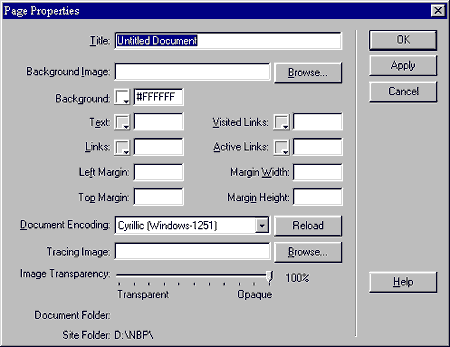 Page Properties
Title: Untitled Document
OK
Background Image: Browse...
Apply
Background: #FFFFFF
Cancel
Text: Visited Links:
Links: Active Links:
Left Margin: Margin Width:
Top Margin: Margin Height:
Document Encoding: Cyrillic (Windows-1251) Reload
Tracing Image: Browse...
Image Transparency: 100%
Help
Transparent Opaque
Document Folder:
Site Folder: D:\NBP\